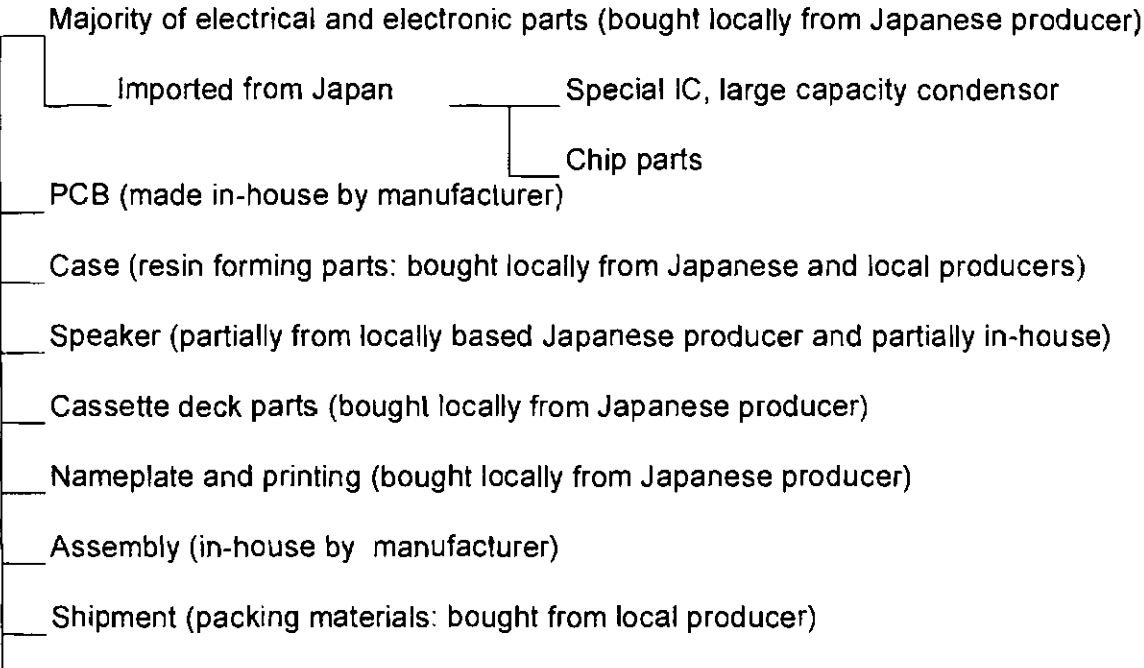 Majority of electrical and electronic parts (bought locally from Japanese producer)
Imported from Japan Special IC, large capacity condensor
Chip parts
PCB (made in-house by manufacturer)
Case (resin forming parts: bought locally from Japanese and local producers)
Speaker (partially from locally based Japanese producer and partially in-house)
Cassette deck parts (bought locally from Japanese producer)
Nameplate and printing (bought locally from Japanese producer)
Assembly (in-house by manufacturer)
Shipment (packing materials: bought from local producer)